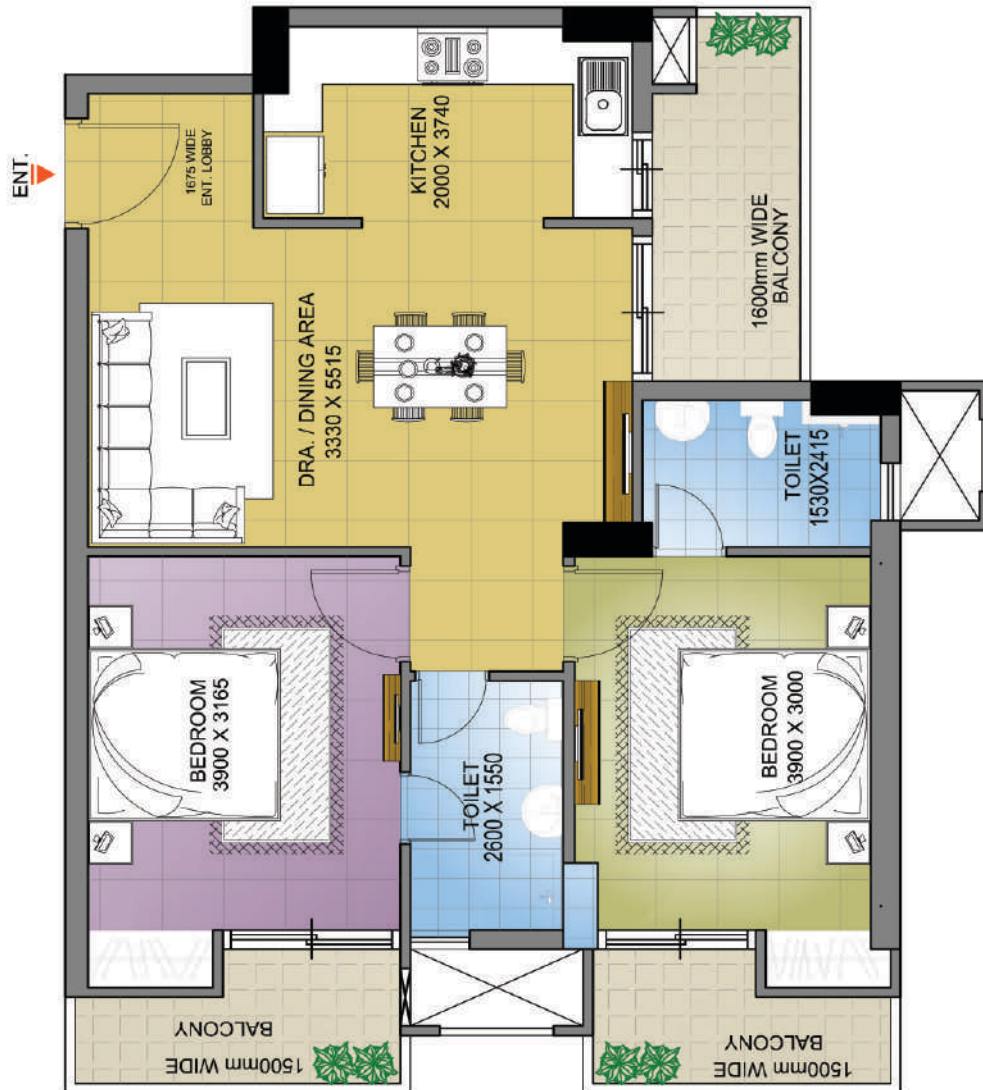 ENT.
1675 WIDE
ENT. LOBBY
KITCHEN
2000 X 3740
1600mm WIDE
BALCONY
DRA. / DINING AREA
3330 X 5515
TOILET
1530X2415
BEDROOM
3900 X 3165
TOILET
2600 X 1550
BEDROOM
3900 X 3000
1500mm WIDE
BALCONY
1500mm WIDE
BALCONY